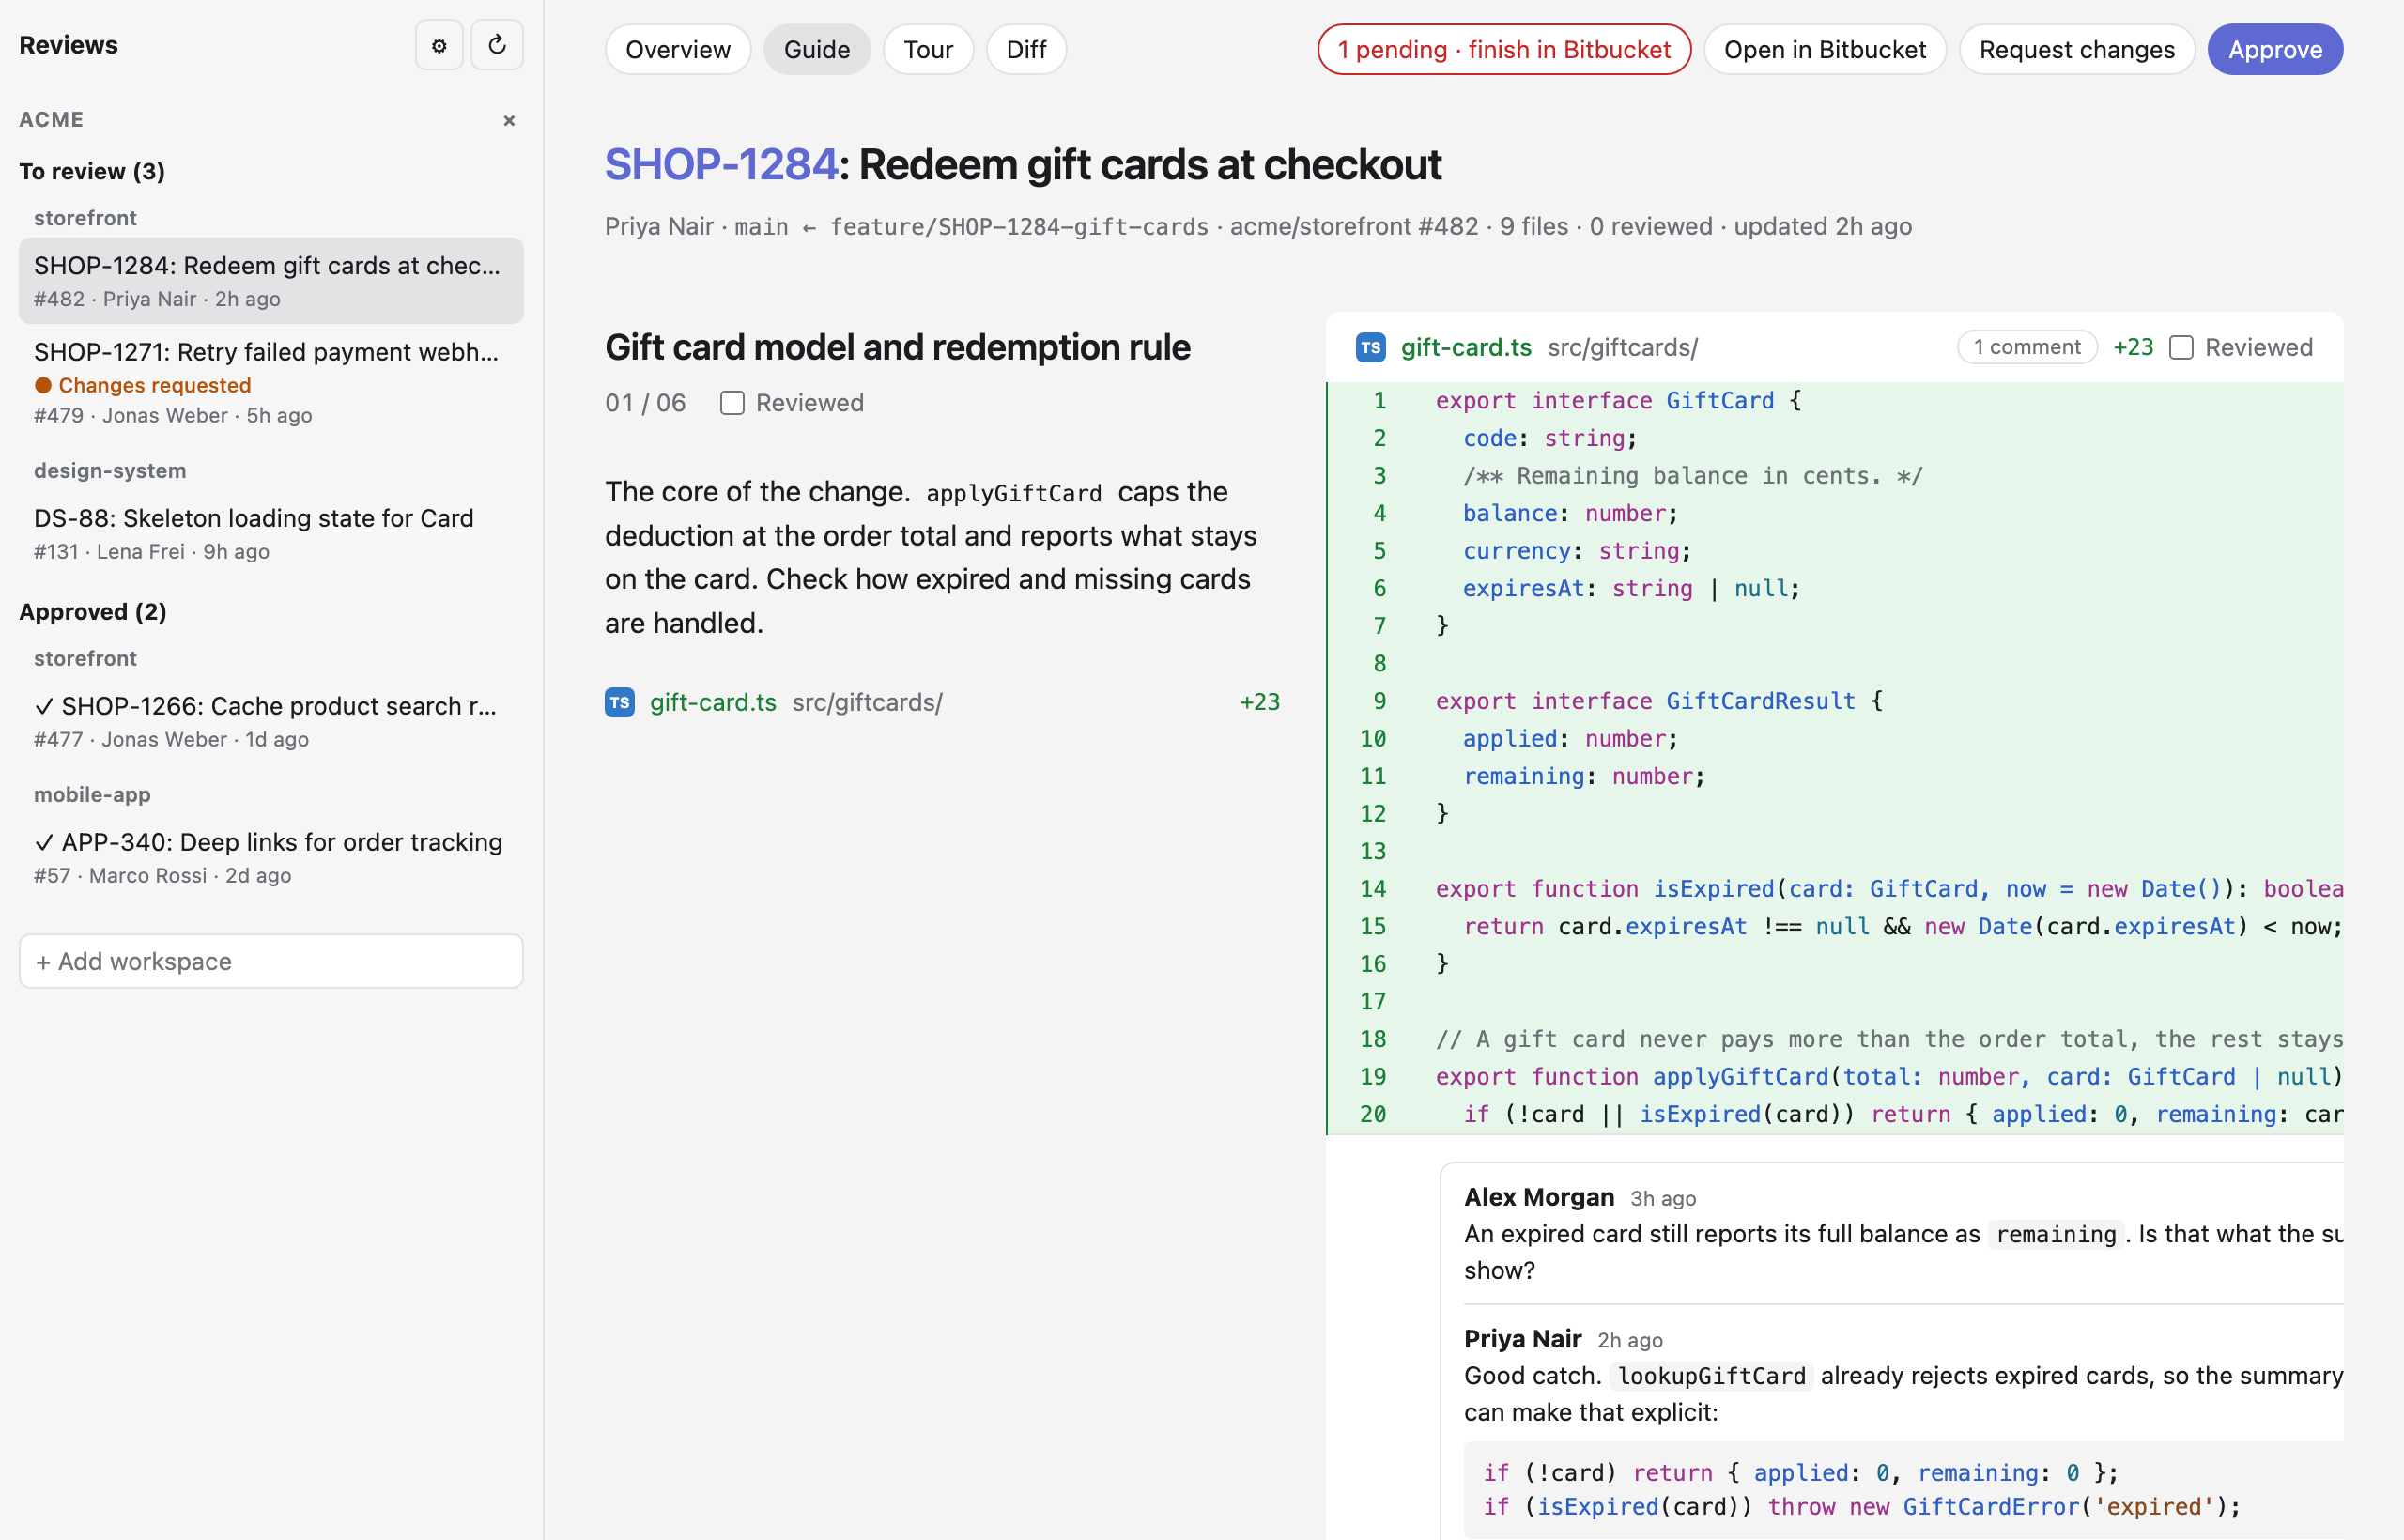 Reviews
ACME
To review (3)
storefront
SHOP-1284: Redeem gift cards at chec...
#482 · Priya Nair · 2h ago
SHOP-1271: Retry failed payment webh...
Changes requested
#479 · Jonas Weber · 5h ago
design-system
DS-88: Skeleton loading state for Card
#131 · Lena Frei · 9h ago
Approved (2)
storefront
✓ SHOP-1266: Cache product search r...
#477 · Jonas Weber · 1d ago
mobile-app
✓ APP-340: Deep links for order tracking
#57 · Marco Rossi · 2d ago
+ Add workspace
Overview Guide Tour Diff
1 pending · finish in Bitbucket Open in Bitbucket Request changes Approve
SHOP-1284: Redeem gift cards at checkout
Priya Nair · main ← feature/SHOP-1284-gift-cards · acme/storefront #482 · 9 files · 0 reviewed · updated 2h ago
Gift card model and redemption rule
01 / 06 Reviewed
The core of the change. applyGiftCard caps the
deduction at the order total and reports what stays
on the card. Check how expired and missing cards
are handled.
TS gift-card.ts src/giftcards/ +23
TS gift-card.ts src/giftcards/ 1 comment +23 Reviewed
1 export interface GiftCard {
2 code: string;
3 /** Remaining balance in cents. */
4 balance: number;
5 currency: string;
6 expiresAt: string | null;
7 }
8
9 export interface GiftCardResult {
10 applied: number;
11 remaining: number;
12 }
13
14 export function isExpired(card: GiftCard, now = new Date()): boolea
15 return card.expiresAt !== null && new Date(card.expiresAt) < now;
16 }
17
18 // A gift card never pays more than the order total, the rest stays
19 export function applyGiftCard(total: number, card: GiftCard | null)
20 if (!card || isExpired(card)) return { applied: 0, remaining: car
Alex Morgan 3h ago
An expired card still reports its full balance as remaining. Is that what the su
show?
Priya Nair 2h ago
Good catch. lookupGiftCard already rejects expired cards, so the summary
can make that explicit:
if (!card) return { applied: 0, remaining: 0 };
if (isExpired(card)) throw new GiftCardError('expired');